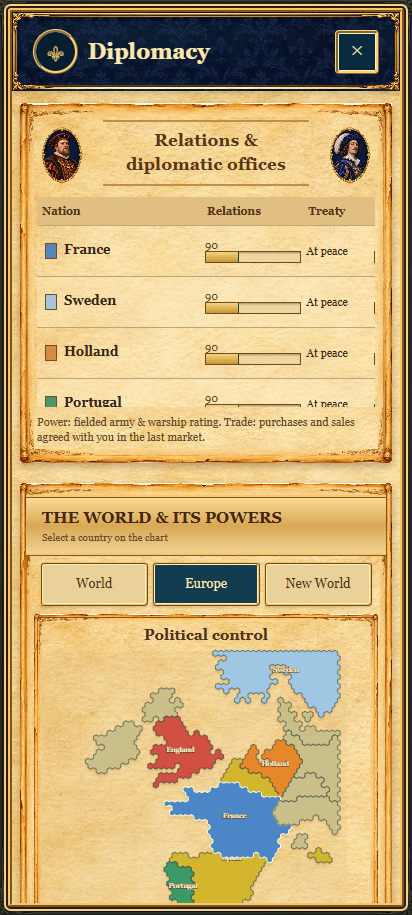 Diplomacy
×
Relations &
diplomatic offices
Nation Relations Treaty
France 90 At peace
Sweden 90 At peace
Holland 90 At peace
Portugal 90 At peace
Power: fielded army & warship rating. Trade: purchases and sales
agreed with you in the last market.
THE WORLD & ITS POWERS
Select a country on the chart
World Europe New World
Political control
Sweden
England
Holland
France
Portugal